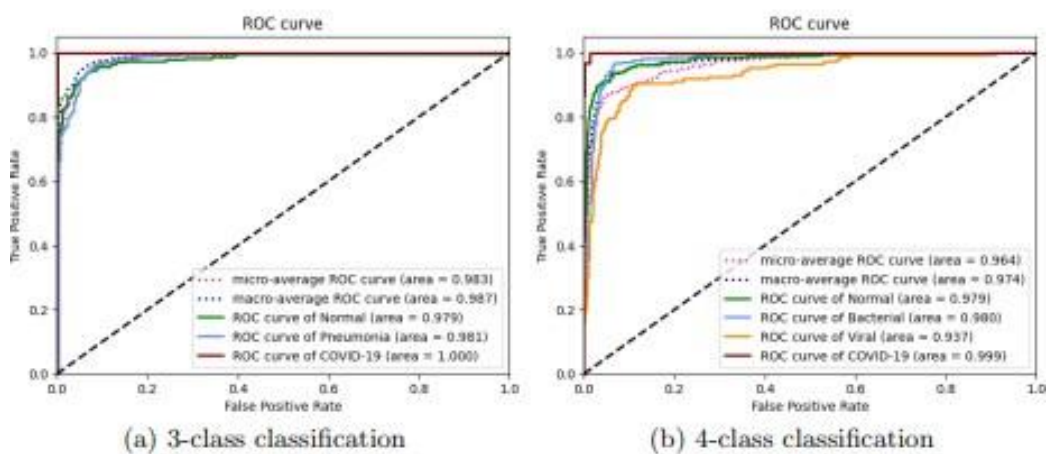 ROC curve
1.0
0.8
0.6
0.4
0.2
0.0
True Positive Rate
micro-average ROC curve (area = 0.983)
macro-average ROC curve (area = 0.987)
ROC curve of Normal (area = 0.979)
ROC curve of Pneumonia (area = 0.981)
ROC curve of COVID-19 (area = 1.000)
0.0 0.2 0.4 0.6 0.8 1.0
False Positive Rate
(a) 3-class classification
ROC curve
1.0
0.8
0.6
0.4
0.2
0.0
True Positive Rate
micro-average ROC curve (area = 0.964)
macro-average ROC curve (area = 0.974)
ROC curve of Normal (area = 0.979)
ROC curve of Bacterial (area = 0.980)
ROC curve of Viral (area = 0.937)
ROC curve of COVID-19 (area = 0.999)
0.0 0.2 0.4 0.6 0.8 1.0
False Positive Rate
(b) 4-class classification